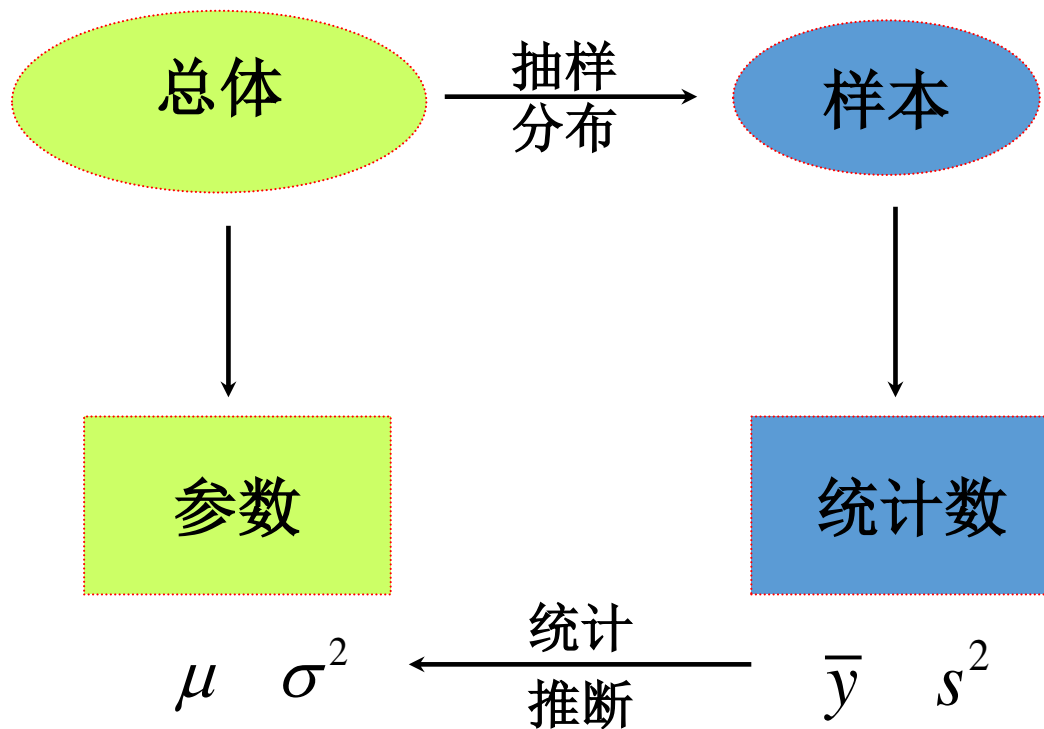 总体
抽样
分布
样本
参数
统计数
统计
推断
μ σ²
y̅ s²